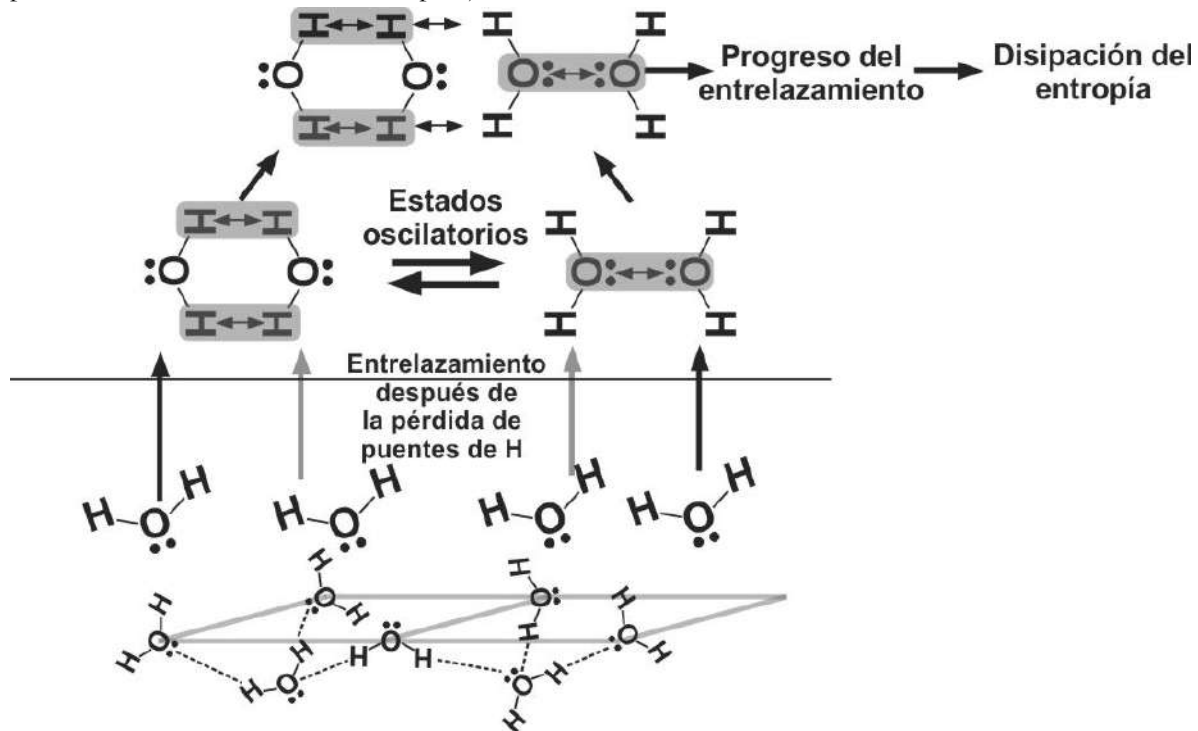 H H H H
O O O O
Progreso del
entrelazamiento
Disipación del
entropía
H H H H
H H
O O
H H
Estados
oscilatorios
H H
O O
H H
Entrelazamiento
después de
la pérdida de
puentes de H
H O H
H O H
H O H
H O H
H O H
H O H
H O H
H O H
H O H
H O H
H O H